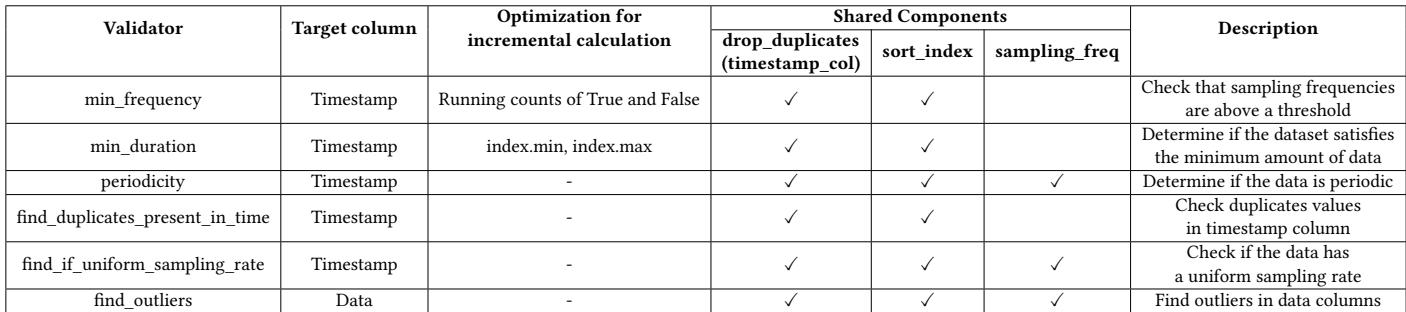 Validator Target column Optimization for incremental calculation Shared Components Description
drop_duplicates (timestamp_col) sort_index sampling_freq
min_frequency Timestamp Running counts of True and False ✓ ✓ Check that sampling frequencies
are above a threshold
min_duration Timestamp index.min, index.max ✓ ✓ Determine if the dataset satisfies
the minimum amount of data
periodicity Timestamp - ✓ ✓ ✓ Determine if the data is periodic
find_duplicates_present_in_time Timestamp - ✓ ✓ Check duplicates values
in timestamp column
find_if_uniform_sampling_rate Timestamp - ✓ ✓ ✓ Check if the data has
a uniform sampling rate
find_outliers Data - ✓ ✓ ✓ Find outliers in data columns